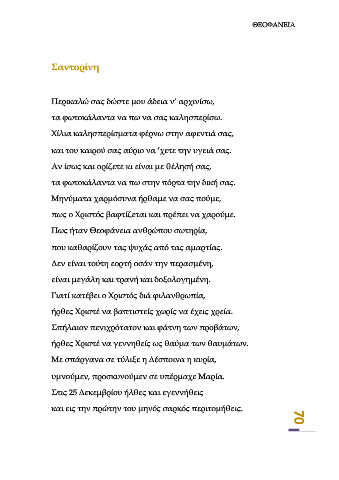 ΘΕΟΦΑΝΕΙΑ
Σαντορίνη
Περικαλώ σας δώστε μου άδεια ν' αρχινίσω,
τα φωτοκάλαντα να πω να σας καλησπερίσω.
Χίλια καλησπερίσματα φέρνω στην αφεντιά σας,
και του καιρού σας αύριο να 'χετε την υγειά σας.
Αν ίσως και ορίζετε κι είναι με θέλησή σας,
τα φωτοκάλαντα να πω στην πόρτα την δική σας.
Μηνύματα χαρμόσυνα ήρθαμε να σας πούμε,
πως ο Χριστός βαφτίζεται και πρέπει να χαρούμε.
Πως ήταν Θεοφάνεια ανθρώπου σωτηρία,
που καθαρίζουν τας ψυχάς από τας αμαρτίας.
Δεν είναι τούτη εορτή οσάν την περασμένη,
είναι μεγάλη και τρανή και δοξολογημένη.
Γιατί κατέβει ο Χριστός διά φιλανθρωπία,
ήρθες Χριστέ να βαπτιστείς χωρίς να έχεις χρεία.
Σπήλαιον πενιχρότατον και φάτνη των προβάτων,
ήρθες Χριστέ να γεννηθείς ως θαύμα των θαυμάτων.
Με σπάργανα σε τύλιξε η Δέσποινα η κυρία,
υμνούμεν, προσκυνούμεν σε υπέρμαχε Μαρία.
Στις 25 Δεκεμβρίου ήλθες και εγεννήθεις
και εις την πρώτην του μηνός σαρκός περιτομήθεις.
70